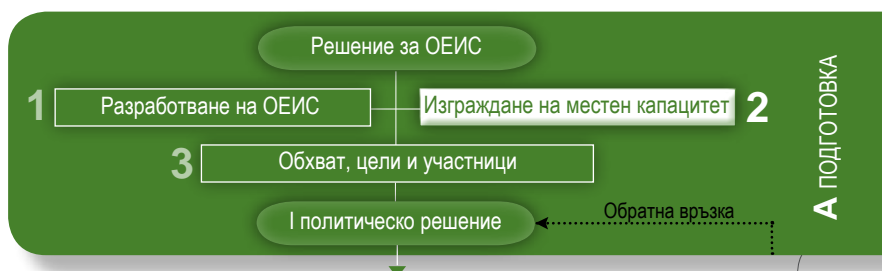 Решение за ОЕИС
1 Разработване на ОЕИС
Изграждане на местен капацитет 2
3 Обхват, цели и участници
I политическо решение
Обратна връзка
А ПОДГОТОВКА